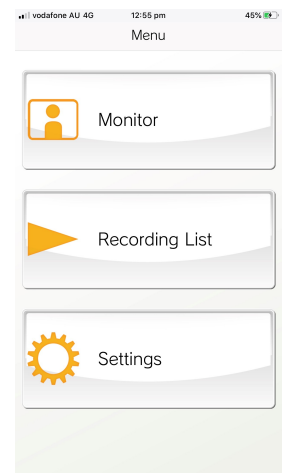 vodafone AU 4G 12:55 pm 45%
Menu
Monitor
Recording List
Settings